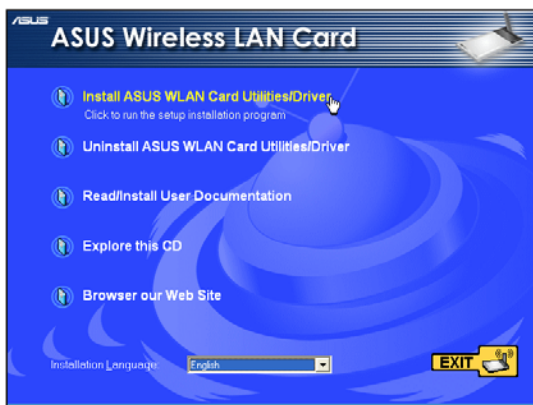 ASUS
ASUS Wireless LAN Card
Install ASUS WLAN Card Utilities/Driver
Click to run the setup installation program
Uninstall ASUS WLAN Card Utilities/Driver
Read/Install User Documentation
Explore this CD
Browser our Web Site
Installation Language: English
EXIT